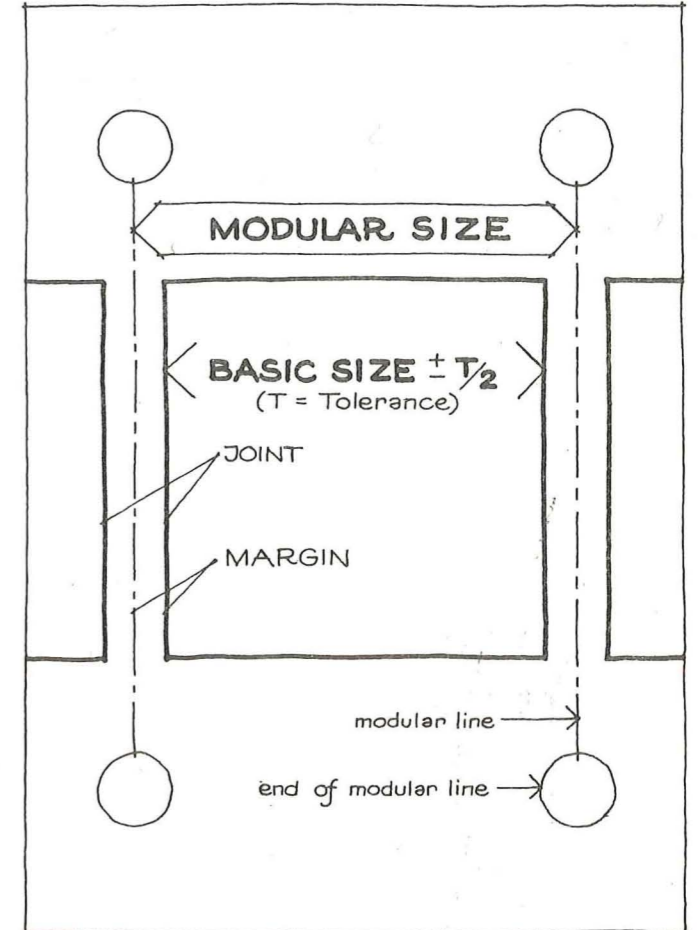 MODULAR SIZE
BASIC SIZE ± T/2
(T = Tolerance)
JOINT
MARGIN
modular line
end of modular line